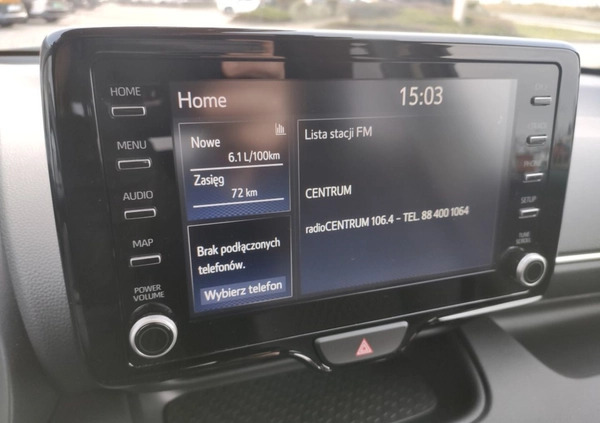 HOME
MENU
AUDIO
MAP
POWER
VOLUME
Home
15:03
Nowe
6.1 L/100km
Zasięg
72 km
Brak podłączonych
telefonów.
Wybierz telefon
Lista stacji FM
CENTRUM
radioCENTRUM 106.4 - TEL. 88 400 1064
PHONE
SETUP
TUNE
SCROLL